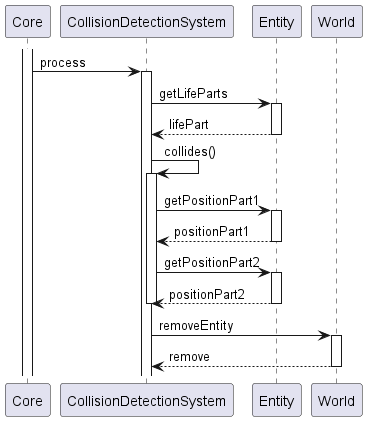 Core CollisionDetectionSystem Entity World
process
getLifeParts
lifePart
collides()
getPositionPart1
positionPart1
getPositionPart2
positionPart2
removeEntity
remove
Core CollisionDetectionSystem Entity World